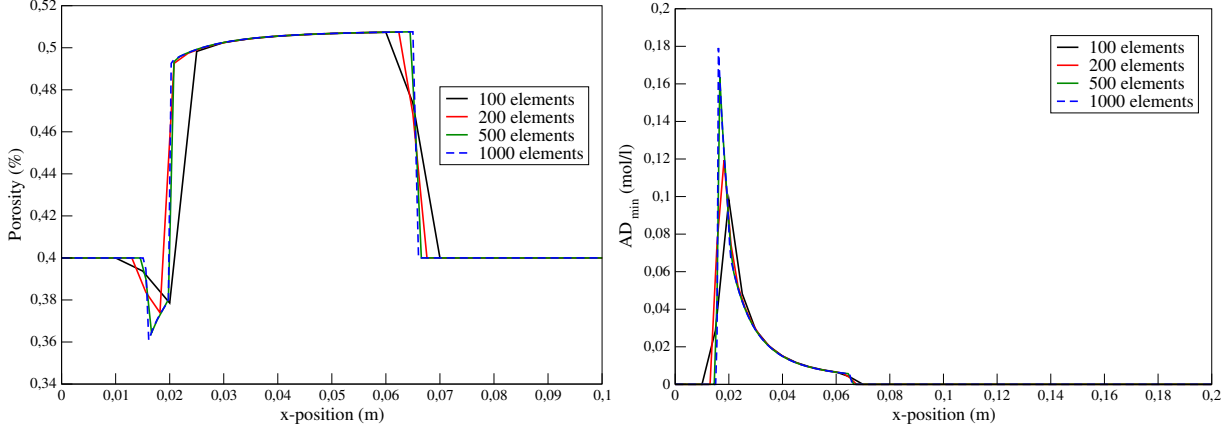 0,52
0,5
0,48
0,46
0,44
0,42
0,4
0,38
0,36
0,34
Porosity (%)
100 elements
200 elements
500 elements
1000 elements
0 0,01 0,02 0,03 0,04 0,05 0,06 0,07 0,08 0,09 0,1
x-position (m)
0,2
0,18
0,16
0,14
0,12
0,1
0,08
0,06
0,04
0,02
0
AD_min (mol/l)
100 elements
200 elements
500 elements
1000 elements
0 0,02 0,04 0,06 0,08 0,1 0,12 0,14 0,16 0,18 0,2
x-position (m)